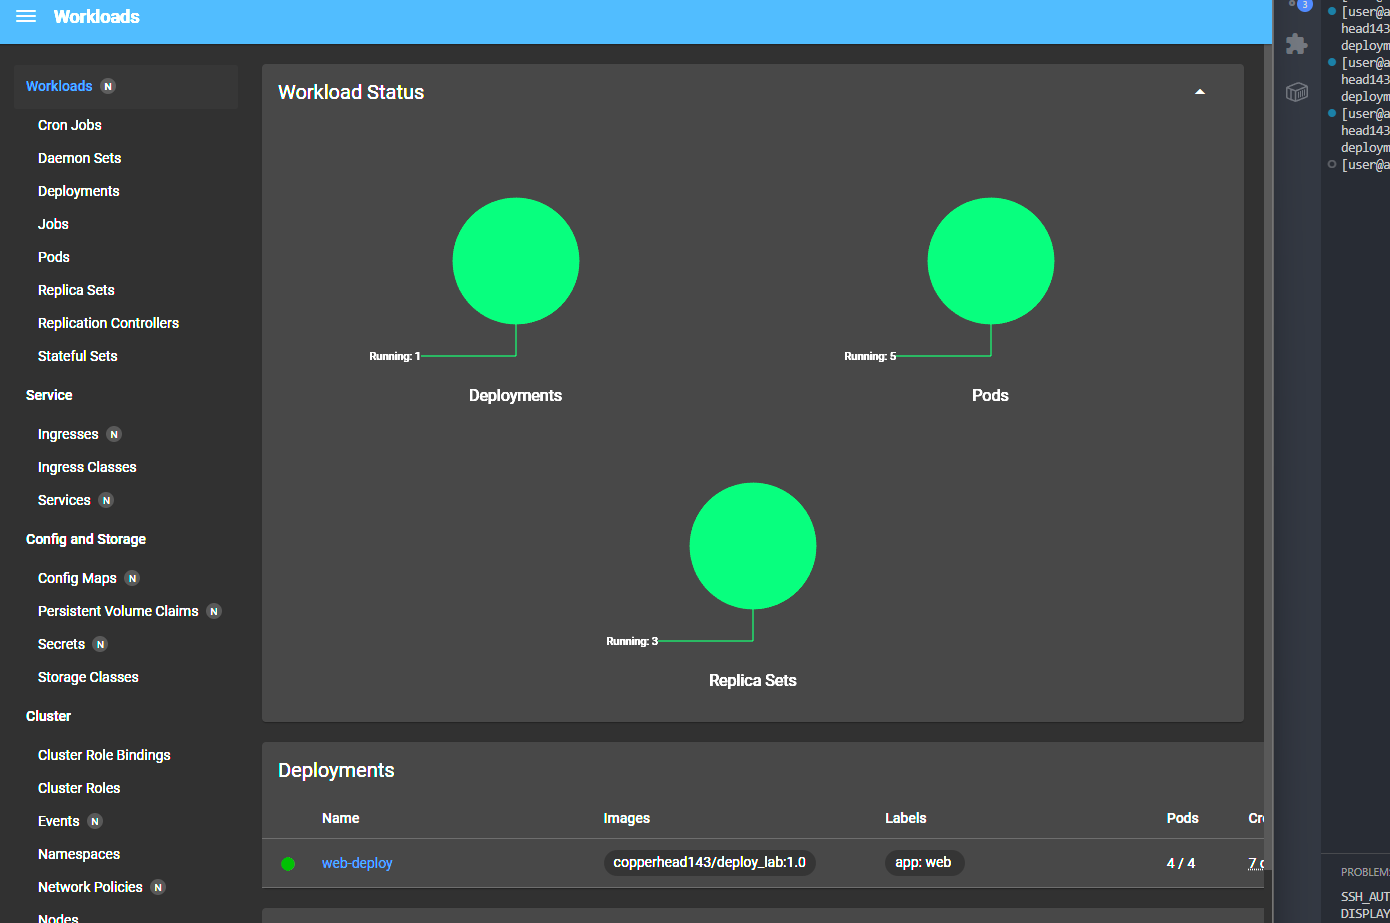 Workloads
3
Workloads N
Cron Jobs
Daemon Sets
Deployments
Jobs
Pods
Replica Sets
Replication Controllers
Stateful Sets
Service
Ingresses N
Ingress Classes
Services N
Config and Storage
Config Maps N
Persistent Volume Claims N
Secrets N
Storage Classes
Cluster
Cluster Role Bindings
Cluster Roles
Events N
Namespaces
Network Policies N
Nodes
Workload Status
Running: 1
Deployments
Running: 5
Pods
Running: 3
Replica Sets
Deployments
Name Images Labels Pods
web-deploy copperhead143/deploy_lab:1.0 app: web 4 / 4 7
[user@a
head143
deploym
[user@a
head143
deploym
[user@a
head143
deploym
[user@a
PROBLEM
SSH_AUT
DISPLAY